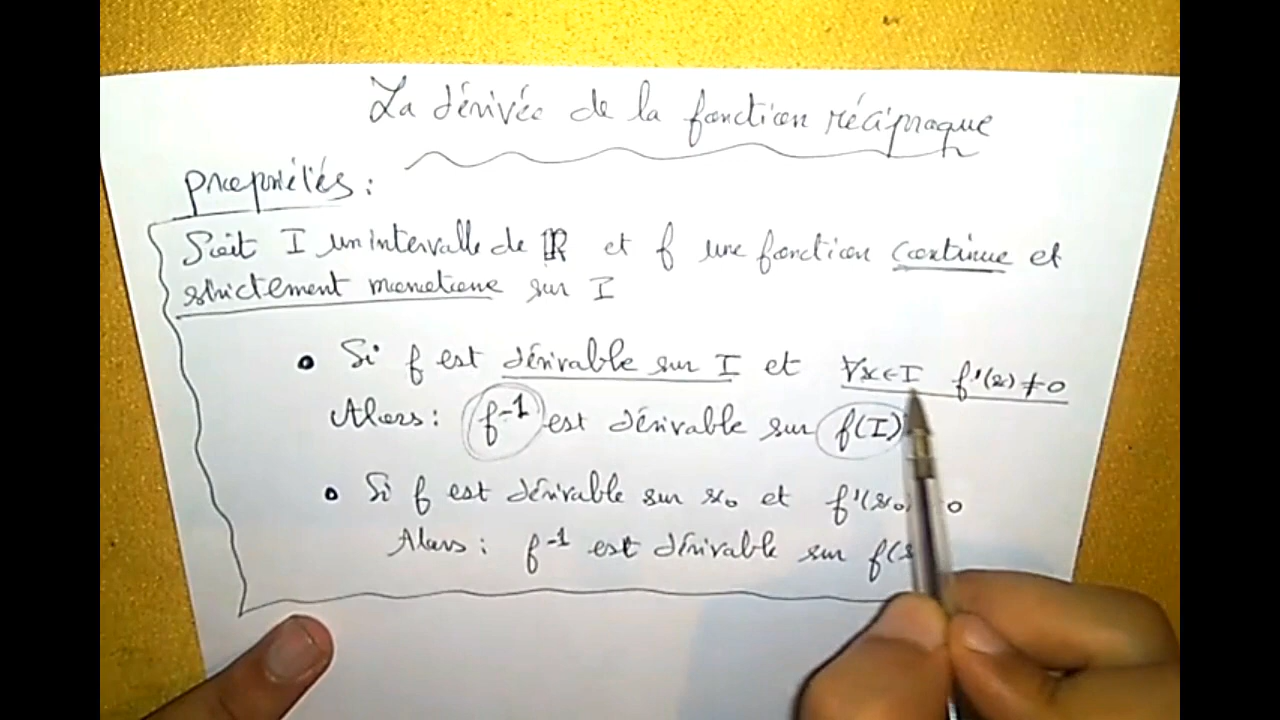 La dérivée de la fonction réciproque
propriétés :
Soit I un intervalle de ℝ et f une fonction continue et
strictement monotone sur I
• Si f est dérivable sur I et ∀x∈I f'(x) ≠ 0
Alors : f⁻¹ est dérivable sur f(I)
• Si f est dérivable sur x₀ et f'(x₀) 0
Alors : f⁻¹ est dérivable sur f(